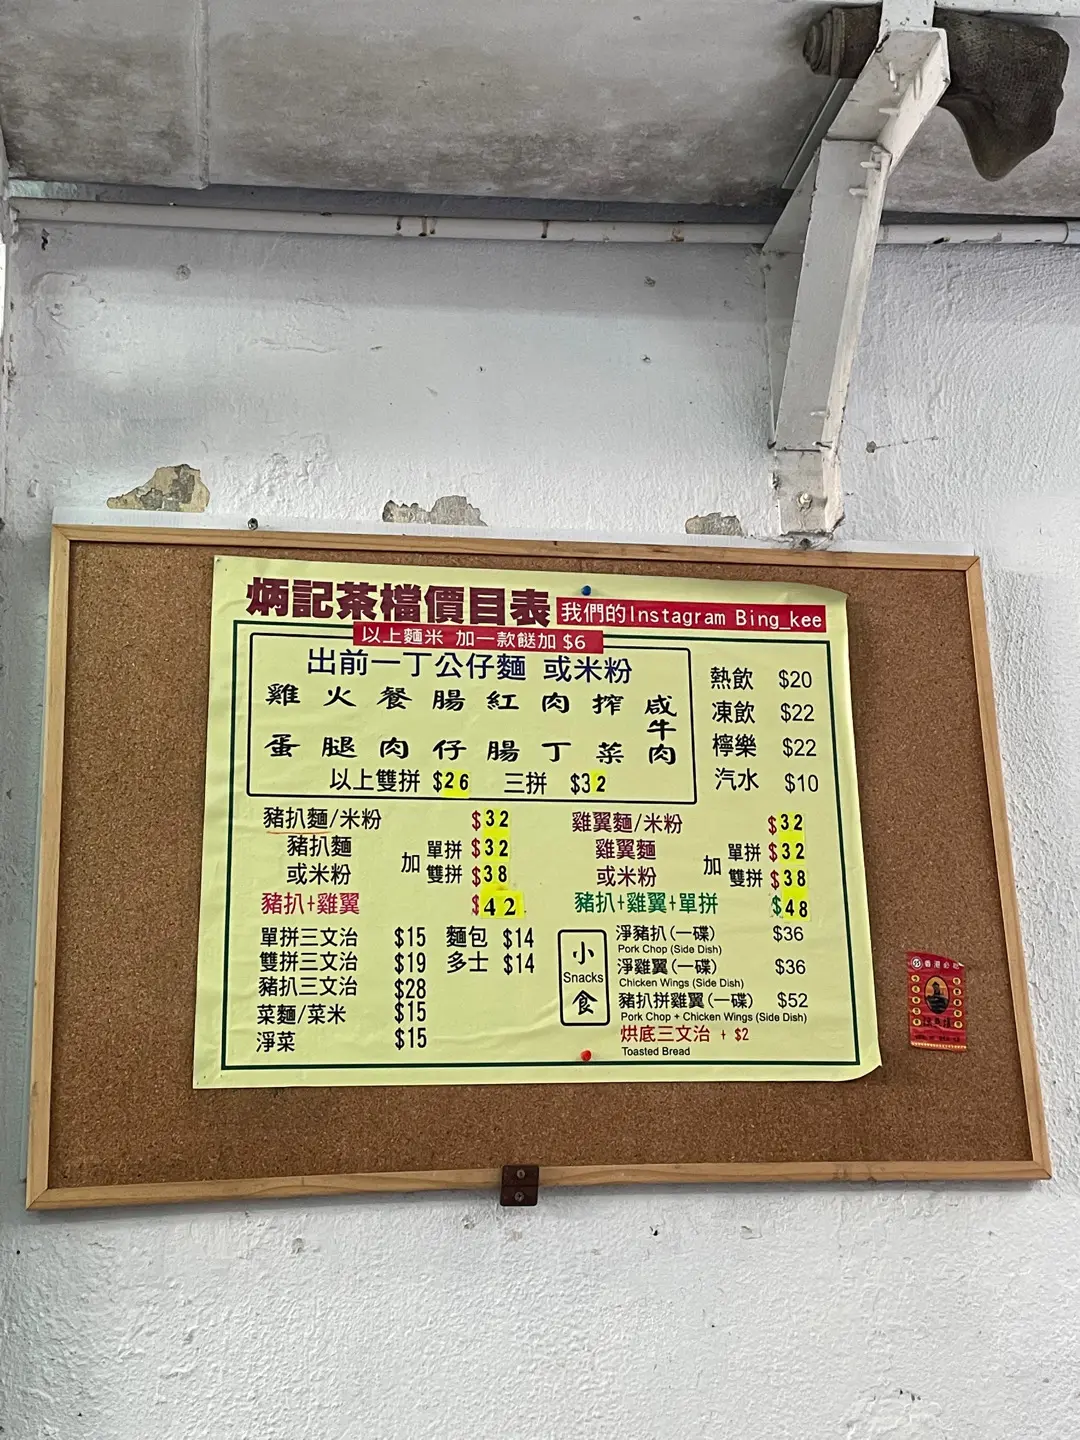 炳記茶檔價目表 我們的Instagram Bing_kee
以上麵米 加一款餸加 $6
出前一丁公仔麵 或米粉
雞蛋 火腿 餐肉 腸仔 紅腸 肉丁 搾菜 咸牛肉
以上雙拼 $26 三拼 $32
熱飲 $20
凍飲 $22
檸樂 $22
汽水 $10
豬扒麵/米粉 $32
豬扒麵或米粉 加 單拼 $32
雙拼 $38
豬扒+雞翼 $42
雞翼麵/米粉 $32
雞翼麵或米粉 加 單拼 $32
雙拼 $38
豬扒+雞翼+單拼 $48
單拼三文治 $15
雙拼三文治 $19
豬扒三文治 $28
菜麵/菜米 $15
淨菜 $15
麵包 $14
多士 $14
小食
Snacks
淨豬扒(一碟) $36
Pork Chop (Side Dish)
淨雞翼(一碟) $36
Chicken Wings (Side Dish)
豬扒拼雞翼(一碟) $52
Pork Chop + Chicken Wings (Side Dish)
烘底三文治 + $2
Toasted Bread